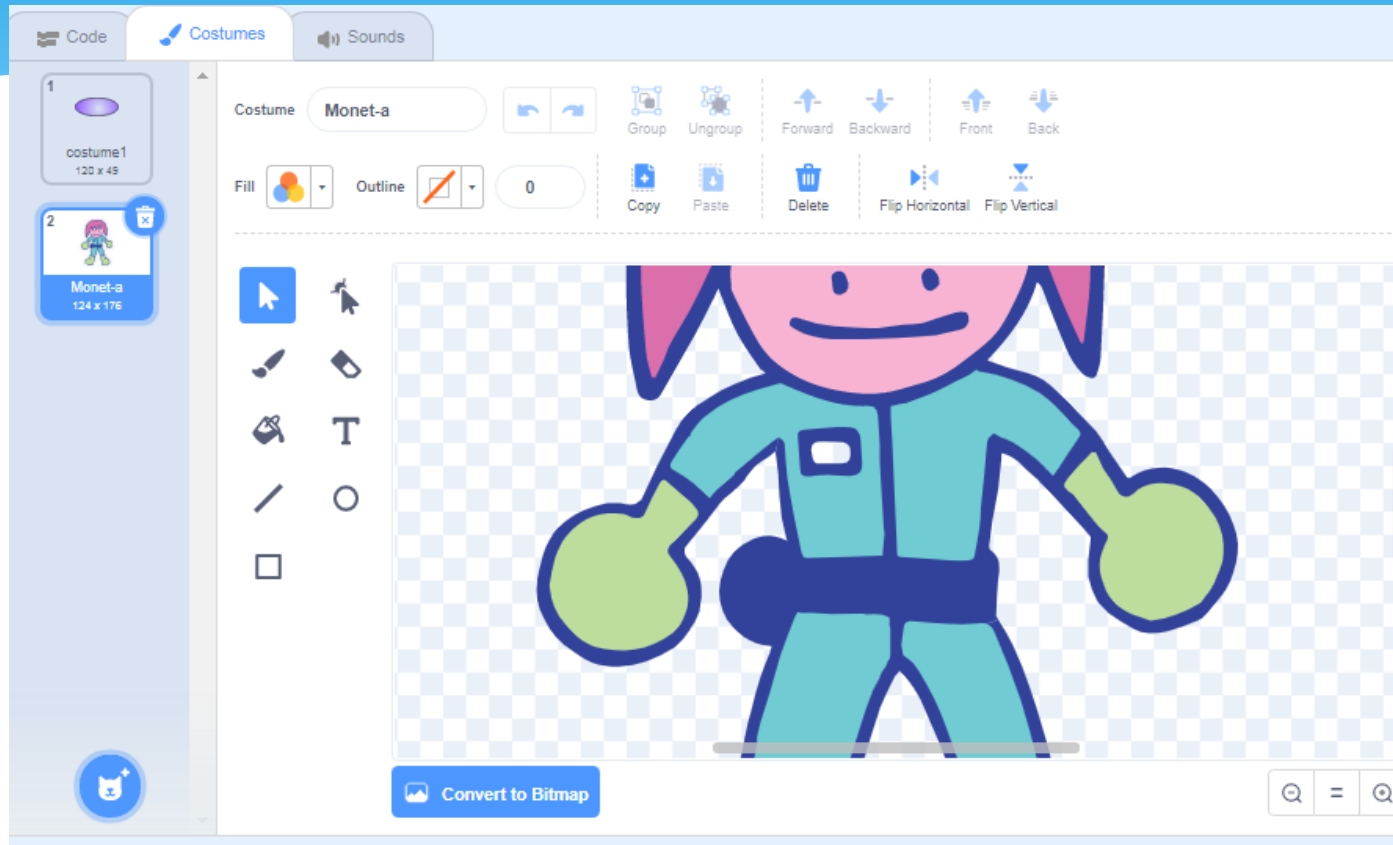 Code
Costumes
Sounds
1
costume1
120 x 49
2
Monet-a
124 x 176
Costume
Monet-a
Group
Ungroup
Forward
Backward
Front
Back
Fill
Outline
0
Copy
Paste
Delete
Flip Horizontal
Flip Vertical
T
Convert to Bitmap
=